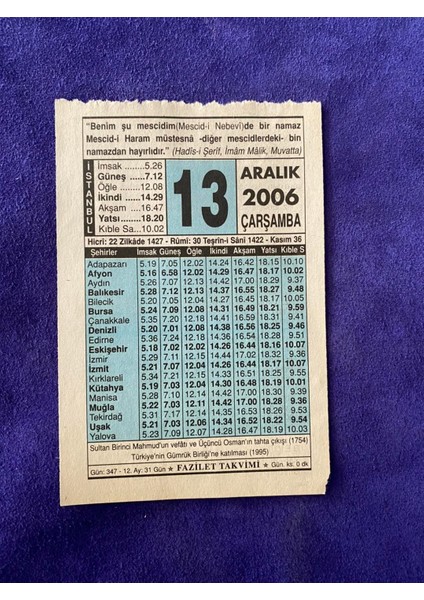 “Benim şu mescidim(Mescid-i Nebevî)de bir namaz
Mescid-i Haram müstesnâ -diğer mescidlerdeki- bin
namazdan hayırlıdır.” (Hadîs-i Şerîf, İmâm Mâlik, Muvatta)
İSTANBUL
İmsak ........5.26
Güneş .......7.12
Öğle ........12.08
İkindi .......14.29
Akşam .....16.47
Yatsı........18.20
Kıble Sa...10.02
13
ARALIK
2006
ÇARŞAMBA
Hicrî: 22 Zilkâde 1427 - Rûmî: 30 Teşrîn-i Sânî 1422 - Kasım 36
Şehirler İmsak Güneş Öğle İkindi Akşam Yatsı Kıble S
Adapazarı 5.19 7.05 12.02 14.24 16.42 18.15 10.10
Afyon 5.16 6.58 12.02 14.29 16.47 18.17 10.02
Aydın 5.26 7.07 12.13 14.42 17.00 18.29 9.37
Balıkesir 5.28 7.12 12.13 14.37 16.55 18.27 9.48
Bilecik 5.20 7.05 12.04 14.27 16.45 18.17 10.05
Bursa 5.24 7.09 12.08 14.31 16.49 18.21 9.59
Çanakkale 5.35 7.20 12.18 14.41 16.59 18.31 9.41
Denizli 5.20 7.01 12.08 14.38 16.56 18.25 9.46
Edirne 5.36 7.24 12.18 14.36 16.54 18.28 9.51
Eskişehir 5.18 7.02 12.02 14.26 16.44 18.16 10.07
İzmir 5.29 7.11 12.15 14.44 17.02 18.32 9.36
İzmit 5.21 7.07 12.04 14.26 16.44 18.17 10.07
Kırklareli 5.34 7.21 12.15 14.33 16.51 18.25 9.55
Kütahya 5.19 7.03 12.04 14.30 16.48 18.19 10.01
Manisa 5.28 7.10 12.14 14.42 17.00 18.30 9.39
Muğla 5.22 7.03 12.11 14.42 17.00 18.28 9.36
Tekirdağ 5.31 7.17 12.14 14.35 16.53 18.26 9.53
Uşak 5.21 7.03 12.06 14.34 16.52 18.22 9.54
Yalova 5.23 7.09 12.07 14.28 16.47 18.19 10.03
Sultan Birinci Mahmud'un vefâtı ve Üçüncü Osman'ın tahta çıkışı (1754)
Türkiye'nin Gümrük Birliği'ne katılması (1995)
Gün: 347 - 12. Ay: 31 Gün ★ FAZİLET TAKVİMİ ★ Gün. ks: 0 dk